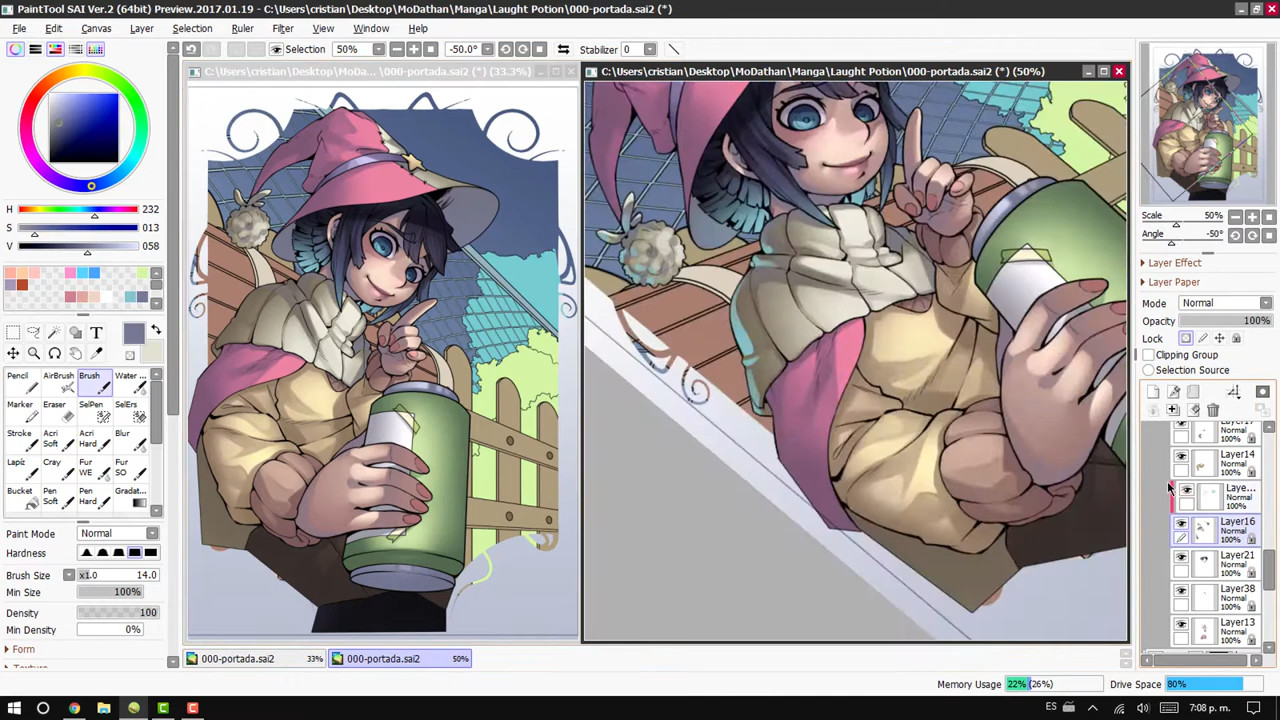 PaintTool SAI Ver.2 (64bit) Preview.2017.01.19 - C:\Users\cristian\Desktop\MoDathan\Manga\Laught Potion\000-portada.sai2 (*)
File Edit Canvas Layer Selection Ruler Filter View Window Help
Selection 50% -50.0° Stabilizer 0
C:\Users\cristian\Desktop\MoDa... \000-portada.sai2 (*) (33.3%)
C:\Users\cristian\Desktop\MoDathan\Manga\Laught Potion\000-portada.sai2 (*) (50%)
H 232
S 013
V 058
T
Pencil AirBrush Brush Water ...
Marker Eraser SelPen SelErs
Stroke Acri Soft Acri Hard Blur
Lapiz Cray Fur WE Fur SO
Bucket Pen Soft Pen Hard Gradat...
Paint Mode Normal
Hardness
Brush Size x1.0 14.0
Min Size 100%
Density 100
Min Density 0%
Form
Texture
Scale 50%
Angle -50°
Layer Effect
Layer Paper
Mode Normal
Opacity 100%
Lock
Clipping Group
Selection Source
Layer17
Normal
100%
Layer14
Normal
100%
Laye...
Normal
100%
Layer16
Normal
100%
Layer21
Normal
100%
Layer38
Normal
100%
Layer13
Normal
100%
000-portada.sai2 33%
000-portada.sai2 50%
Memory Usage 22% (26%) Drive Space 80%
ES 7:08 p. m.